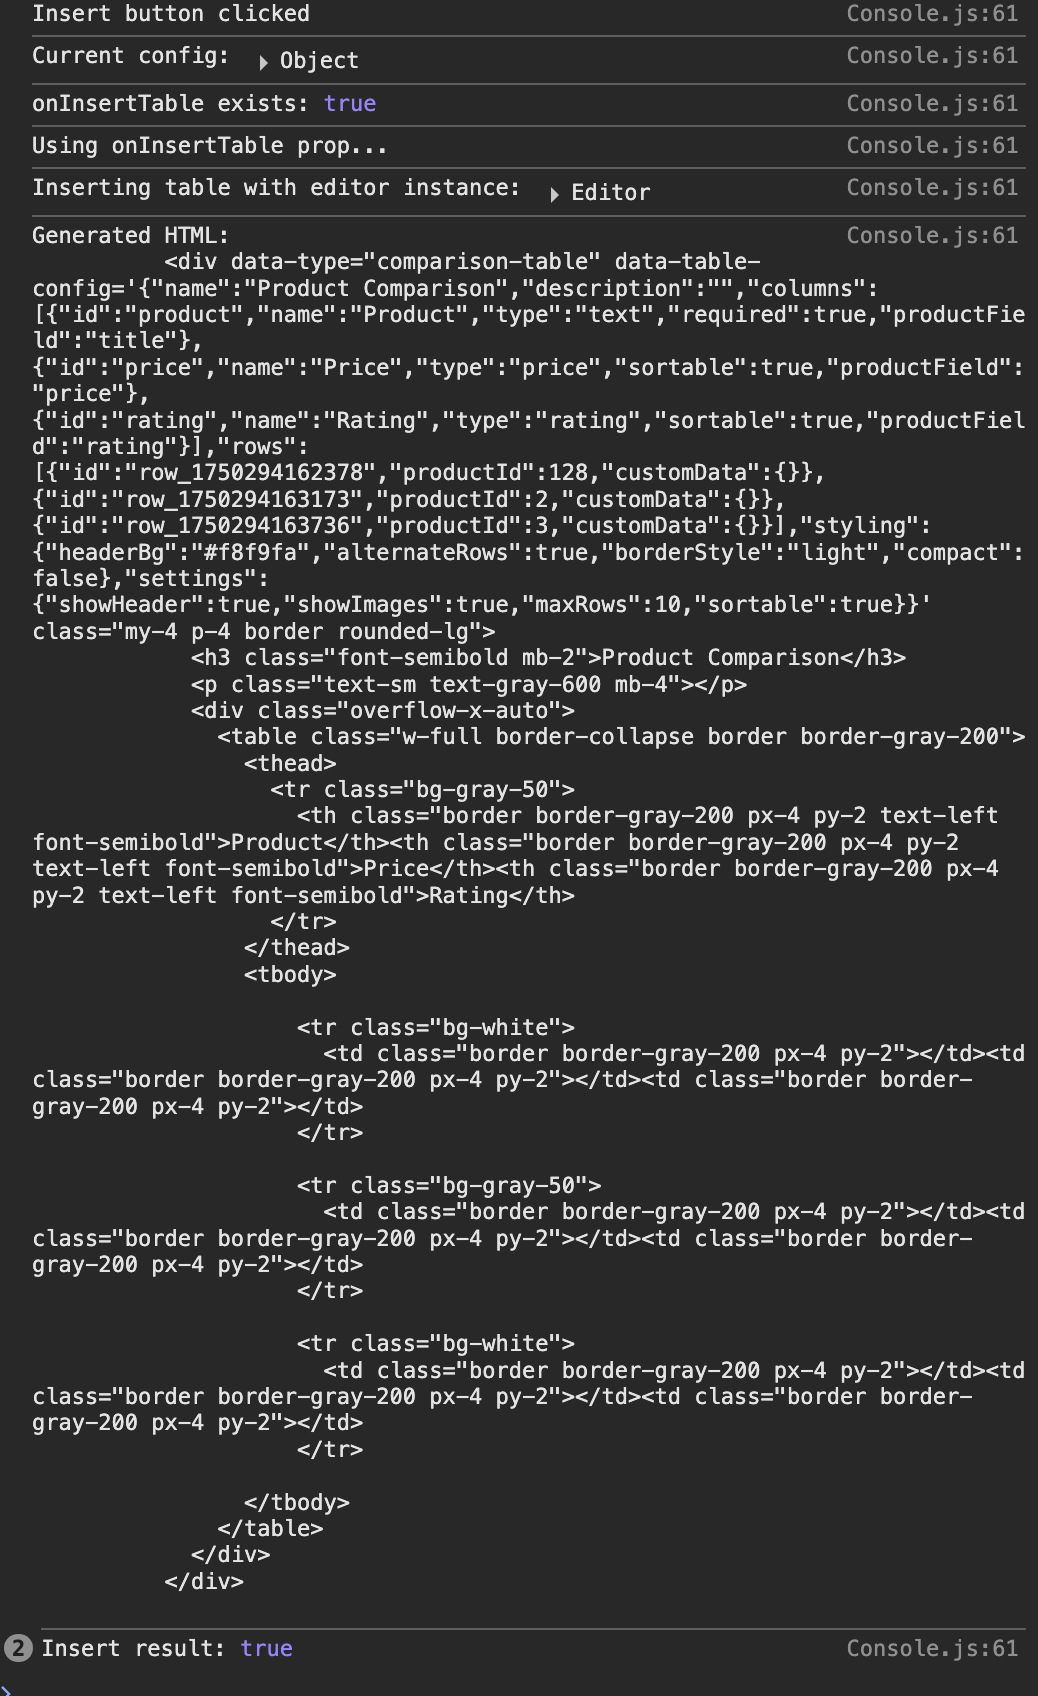 Insert button clicked Console.js:61
Current config: ▶ Object Console.js:61
onInsertTable exists: true Console.js:61
Using onInsertTable prop... Console.js:61
Inserting table with editor instance: ▶ Editor Console.js:61
Generated HTML: Console.js:61
<div data-type="comparison-table" data-table-
config='{"name":"Product Comparison","description":"","columns":
[{"id":"product","name":"Product","type":"text","required":true,"productFie
ld":"title"},
{"id":"price","name":"Price","type":"price","sortable":true,"productField":
"price"},
{"id":"rating","name":"Rating","type":"rating","sortable":true,"productFiel
d":"rating"}],"rows":
[{"id":"row_1750294162378","productId":128,"customData":{}},
{"id":"row_1750294163173","productId":2,"customData":{}},
{"id":"row_1750294163736","productId":3,"customData":{}}],"styling":
{"headerBg":"#f8f9fa","alternateRows":true,"borderStyle":"light","compact":
false},"settings":
{"showHeader":true,"showImages":true,"maxRows":10,"sortable":true}}'
class="my-4 p-4 border rounded-lg">
<h3 class="font-semibold mb-2">Product Comparison</h3>
<p class="text-sm text-gray-600 mb-4"></p>
<div class="overflow-x-auto">
<table class="w-full border-collapse border border-gray-200">
<thead>
<tr class="bg-gray-50">
<th class="border border-gray-200 px-4 py-2 text-left
font-semibold">Product</th><th class="border border-gray-200 px-4 py-2
text-left font-semibold">Price</th><th class="border border-gray-200 px-4
py-2 text-left font-semibold">Rating</th>
</tr>
</thead>
<tbody>
<tr class="bg-white">
<td class="border border-gray-200 px-4 py-2"></td><td
class="border border-gray-200 px-4 py-2"></td><td class="border border-
gray-200 px-4 py-2"></td>
</tr>
<tr class="bg-gray-50">
<td class="border border-gray-200 px-4 py-2"></td><td
class="border border-gray-200 px-4 py-2"></td><td class="border border-
gray-200 px-4 py-2"></td>
</tr>
<tr class="bg-white">
<td class="border border-gray-200 px-4 py-2"></td><td
class="border border-gray-200 px-4 py-2"></td><td class="border border-
gray-200 px-4 py-2"></td>
</tr>
</tbody>
</table>
</div>
</div>
2 Insert result: true Console.js:61